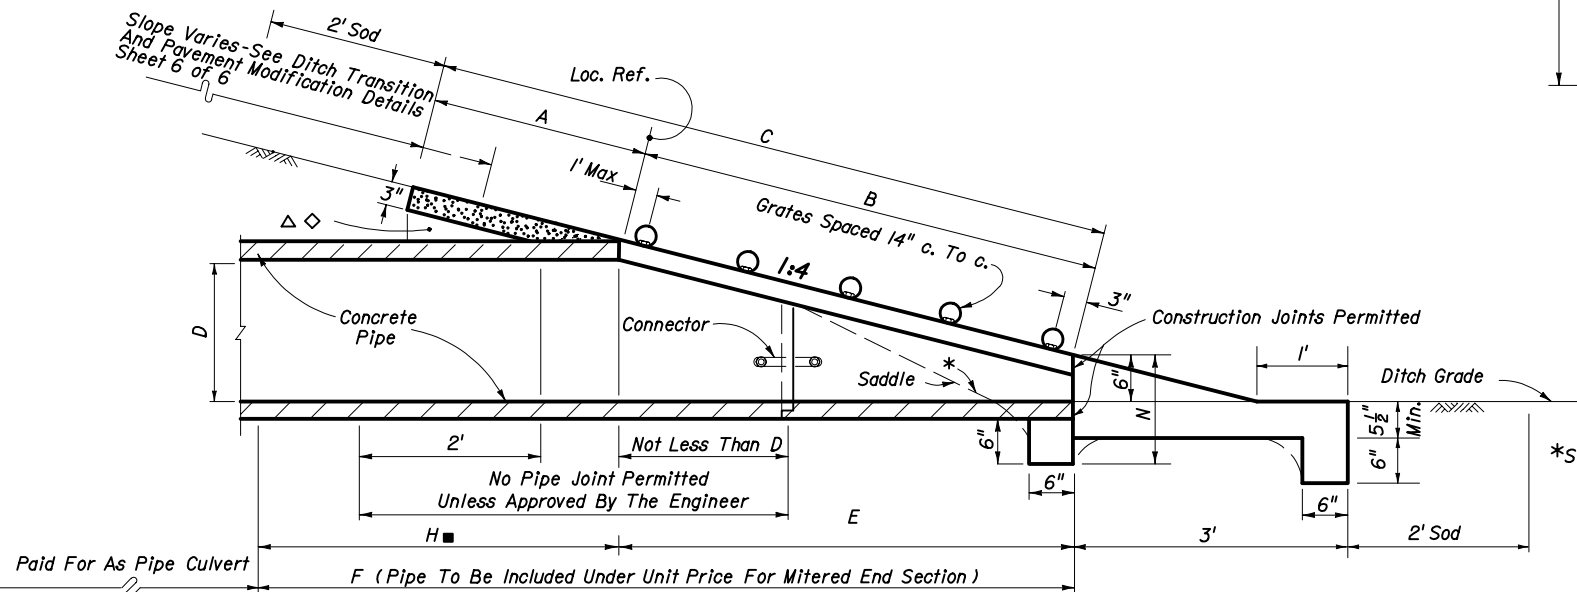 2' Sod
Slope Varies-See Ditch Transition
And Pavement Modification Details
Sheet 6 of 6
Loc. Ref.
A
C
1' Max
B
3"
Grates Spaced 14" c. To c.
1:4
3"
D
Concrete
Pipe
Connector
Construction Joints Permitted
Saddle
*
6"
N
1'
Ditch Grade
5 1/2"
Min.
6"
6"
*S
2'
Not Less Than D
No Pipe Joint Permitted
Unless Approved By The Engineer
6"
6"
E
H ■
3'
2' Sod
Paid For As Pipe Culvert
F ( Pipe To Be Included Under Unit Price For Mitered End Section )